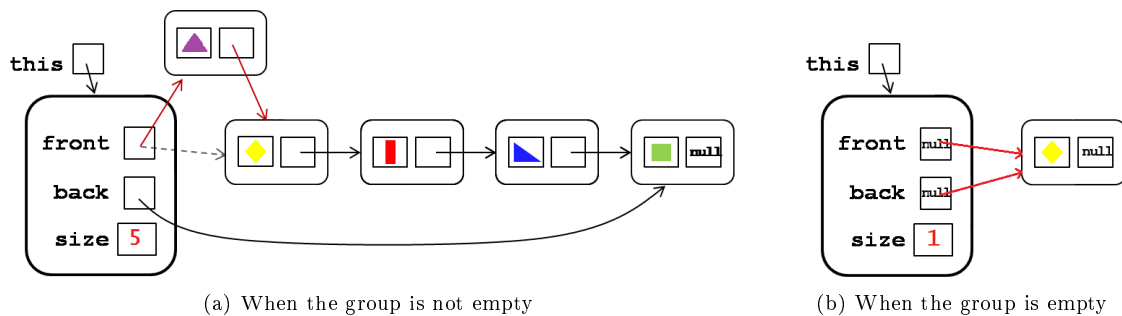 this
front
back
size 5
null
(a) When the group is not empty
this
front null
back null
size 1
null
(b) When the group is empty